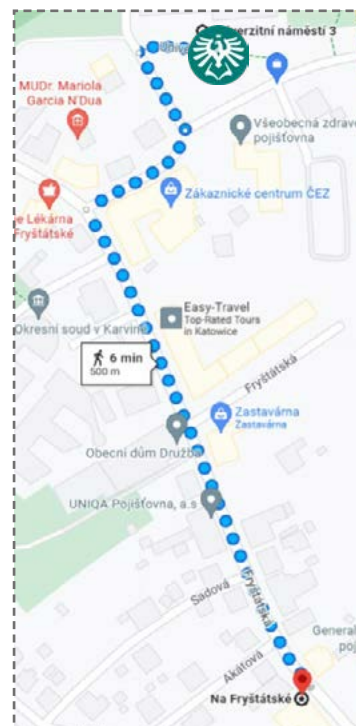 náměstí 3
MUDr. Mariola
Garcia N'Dua
Všeobecná zdravo
pojišťovna
Zákaznické centrum ČEZ
Lékárna
Fryštátské
Easy-Travel
Top-Rated Tours
in Katowice
Okresní soud v Karviné
6 min
500 m
Fryštátská
Zastavárna
Zastavárna
Obecní dům Družba
UNIQA Pojišťovna, a.s
Fryštátská
Sadová
Akátová
General
poj
Na Fryštátské